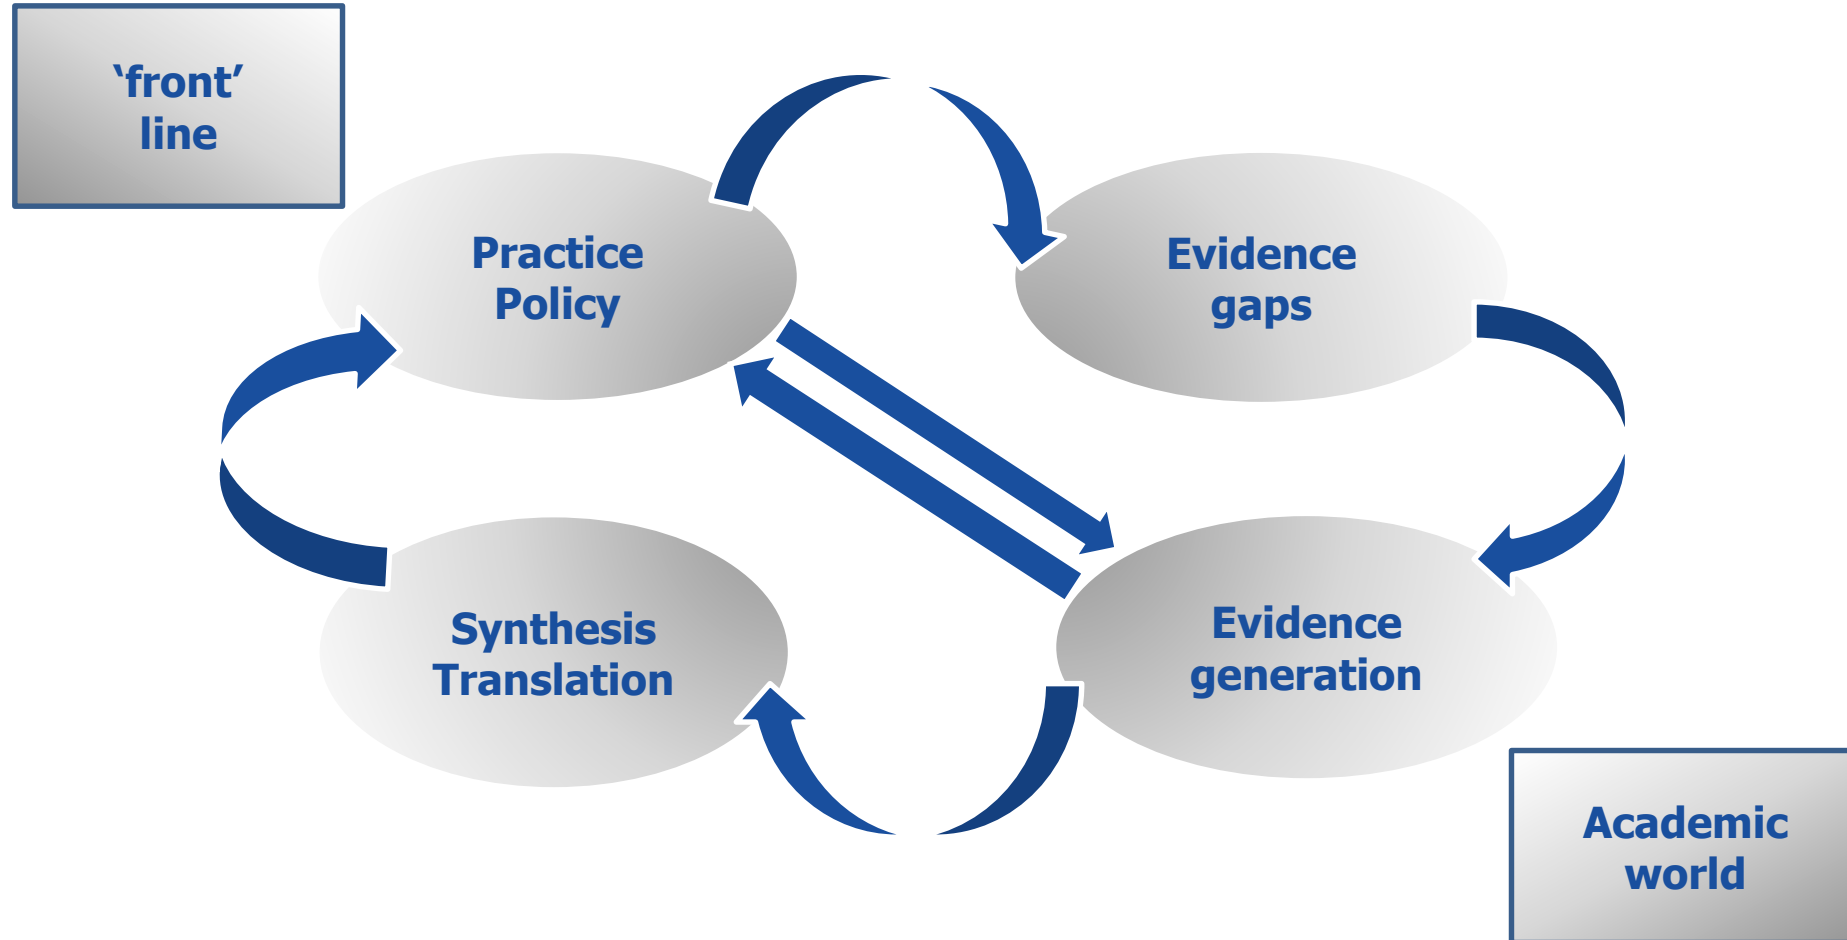 ‘front’
line
Practice
Policy
Evidence
gaps
Synthesis
Translation
Evidence
generation
Academic
world